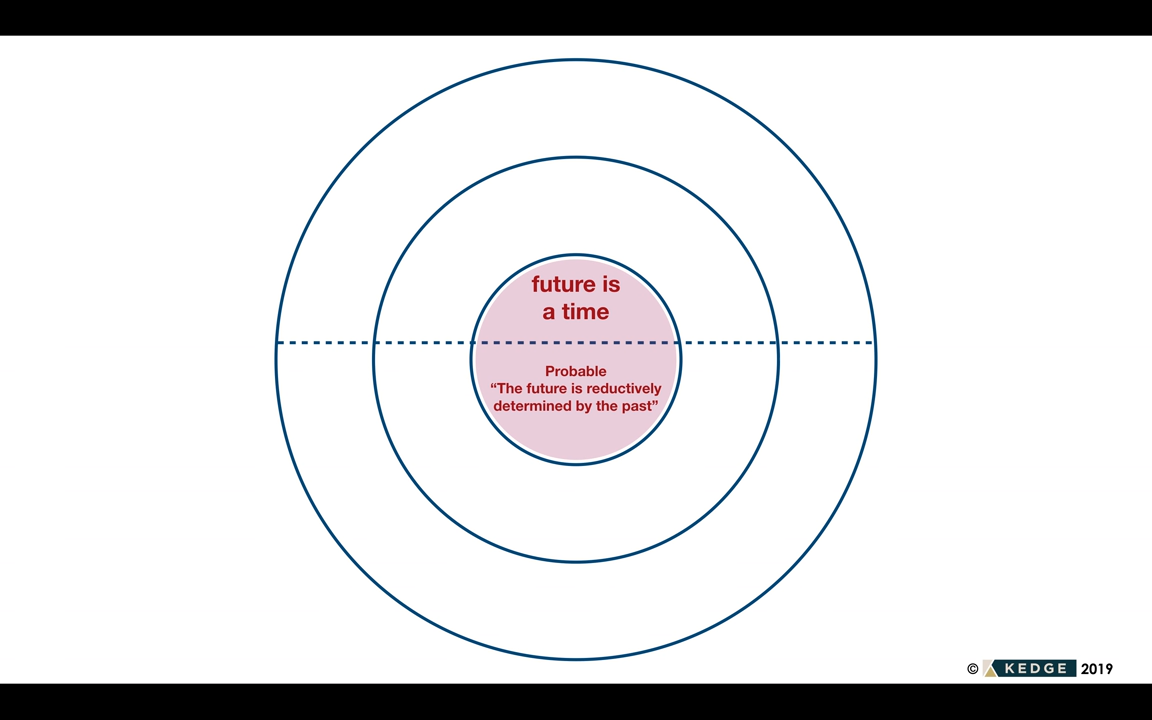 future is
a time
Probable
“The future is reductively
determined by the past”
© KEDGE 2019